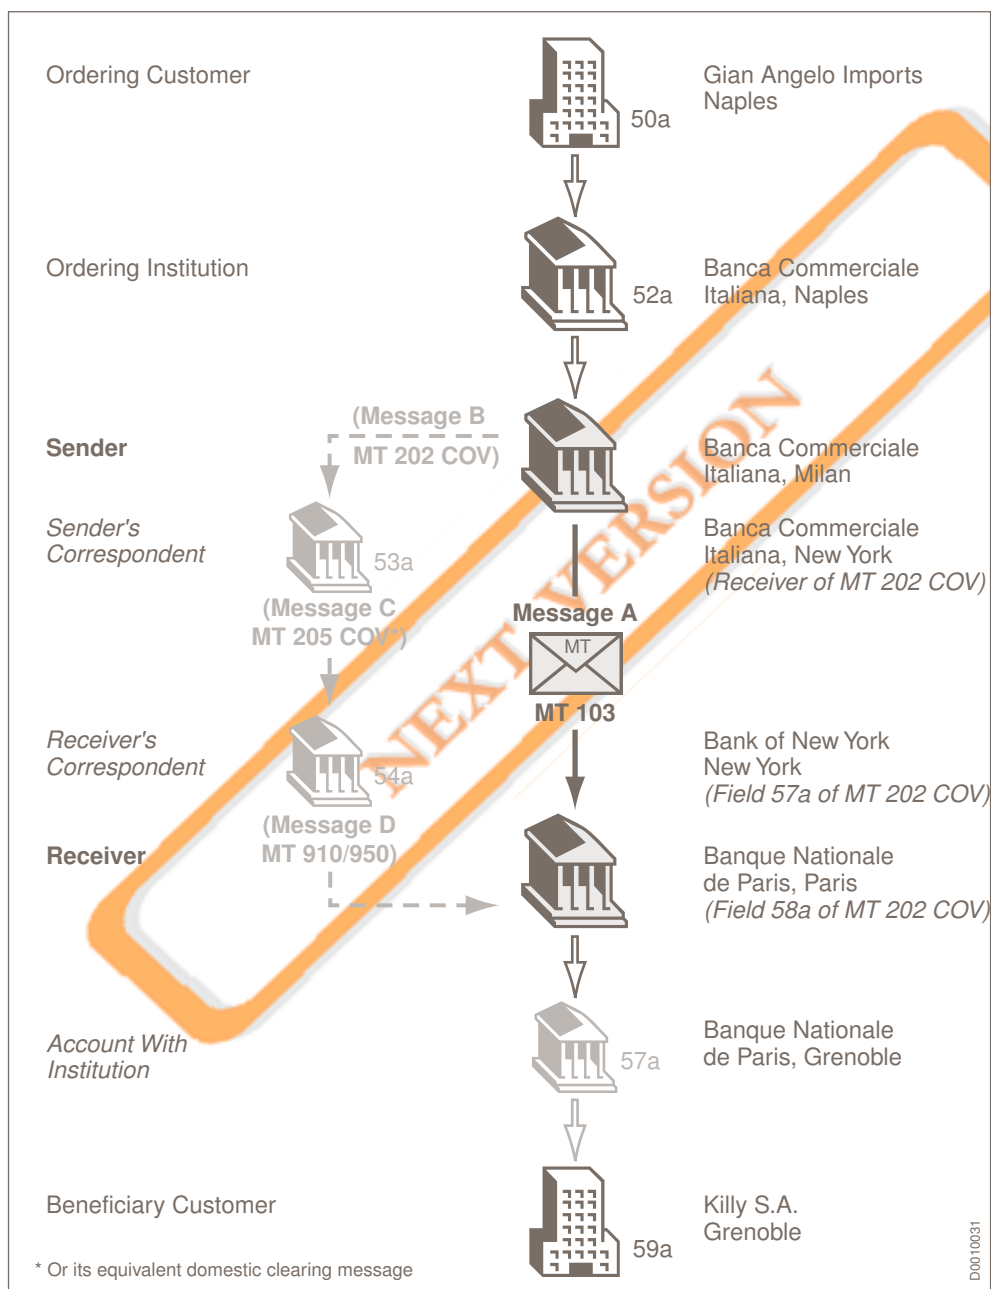 Ordering Customer
50a
Gian Angelo Imports
Naples
Ordering Institution
52a
Banca Commerciale
Italiana, Naples
(Message B
MT 202 COV)
Sender
Banca Commerciale
Italiana, Milan
Sender's
Correspondent
53a
Banca Commerciale
Italiana, New York
(Receiver of MT 202 COV)
(Message C
MT 205 COV*)
Message A
MT
MT 103
NEXT VERSION
Receiver's
Correspondent
54a
Bank of New York
New York
(Field 57a of MT 202 COV)
(Message D
MT 910/950)
Receiver
Banque Nationale
de Paris, Paris
(Field 58a of MT 202 COV)
Account With
Institution
57a
Banque Nationale
de Paris, Grenoble
Beneficiary Customer
59a
Killy S.A.
Grenoble
* Or its equivalent domestic clearing message
D0010031